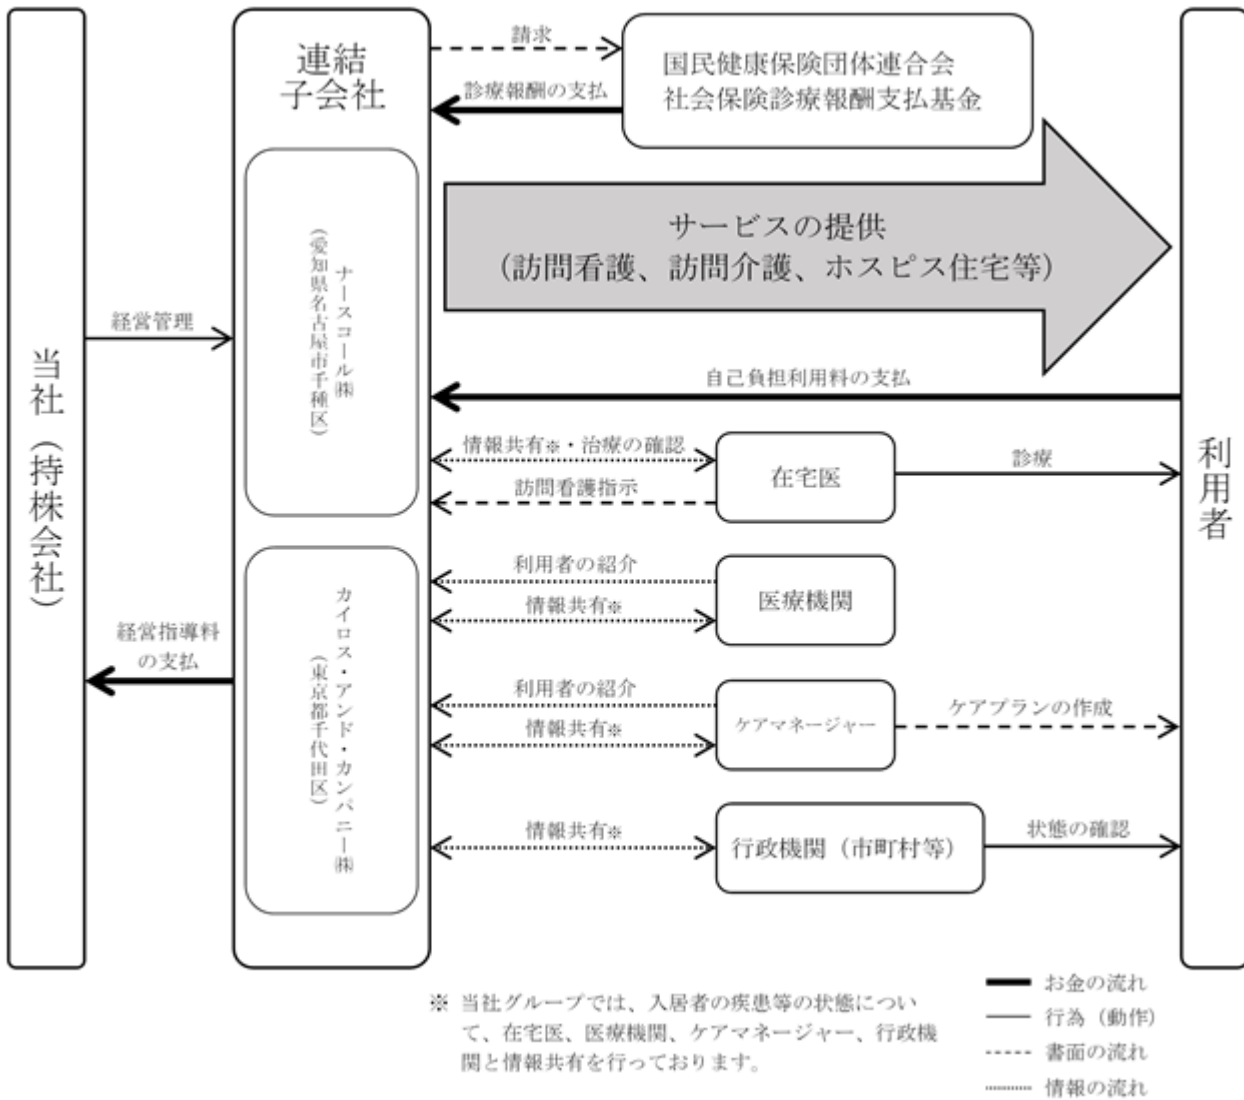 当社（持株会社）
経営管理
経営指導料
の支払
連結
子会社
ナースコール㈱
（愛知県名古屋市千種区）
カイロス・アンド・カンパニー㈱
（東京都千代田区）
請求
診療報酬の支払
国民健康保険団体連合会
社会保険診療報酬支払基金
サービスの提供
（訪問看護、訪問介護、ホスピス住宅等）
自己負担利用料の支払
情報共有※・治療の確認
訪問看護指示
在宅医
診療
利用者の紹介
情報共有※
医療機関
利用者の紹介
情報共有※
ケアマネージャー
ケアプランの作成
情報共有※
行政機関（市町村等）
状態の確認
利用者
※ 当社グループでは、入居者の疾患等の状態につい
て、在宅医、医療機関、ケアマネージャー、行政機
関と情報共有を行っております。
お金の流れ
行為（動作）
書面の流れ
情報の流れ